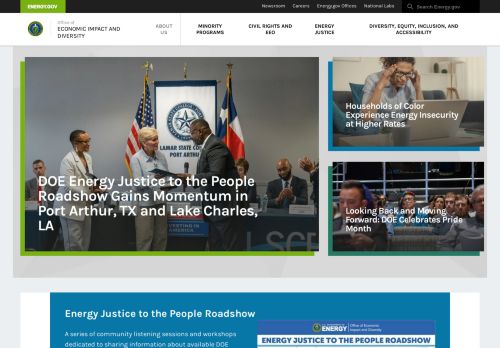 ENERGY.GOV
Newsroom Careers Energy.gov Offices National Labs Search Energy.gov
Office of
ECONOMIC IMPACT AND
DIVERSITY
ABOUT
US
MINORITY
PROGRAMS
CIVIL RIGHTS AND
EEO
ENERGY
JUSTICE
DIVERSITY, EQUITY, INCLUSION, AND
ACCESSIBILITY
LAMAR STATE COLLEGE
PORT ARTHUR
DOE Energy Justice to the People
Roadshow Gains Momentum in
Port Arthur, TX and Lake Charles,
LA
INVESTING IN
AMERICA
Households of Color
Experience Energy Insecurity
at Higher Rates
Looking Back and Moving
Forward: DOE Celebrates Pride
Month
Energy Justice to the People Roadshow
A series of community listening sessions and workshops
dedicated to sharing information about available DOE
ENERGY
Office of
Economic Impact
and Diversity
ENERGY JUSTICE TO THE PEOPLE ROADSHOW